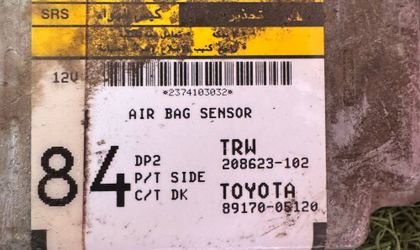 SRS
تحذير
12V
*2374103032*
AIR BAG SENSOR
84
DP2
P/T SIDE
C/T DK
TRW
208623-102
TOYOTA
89170-05120